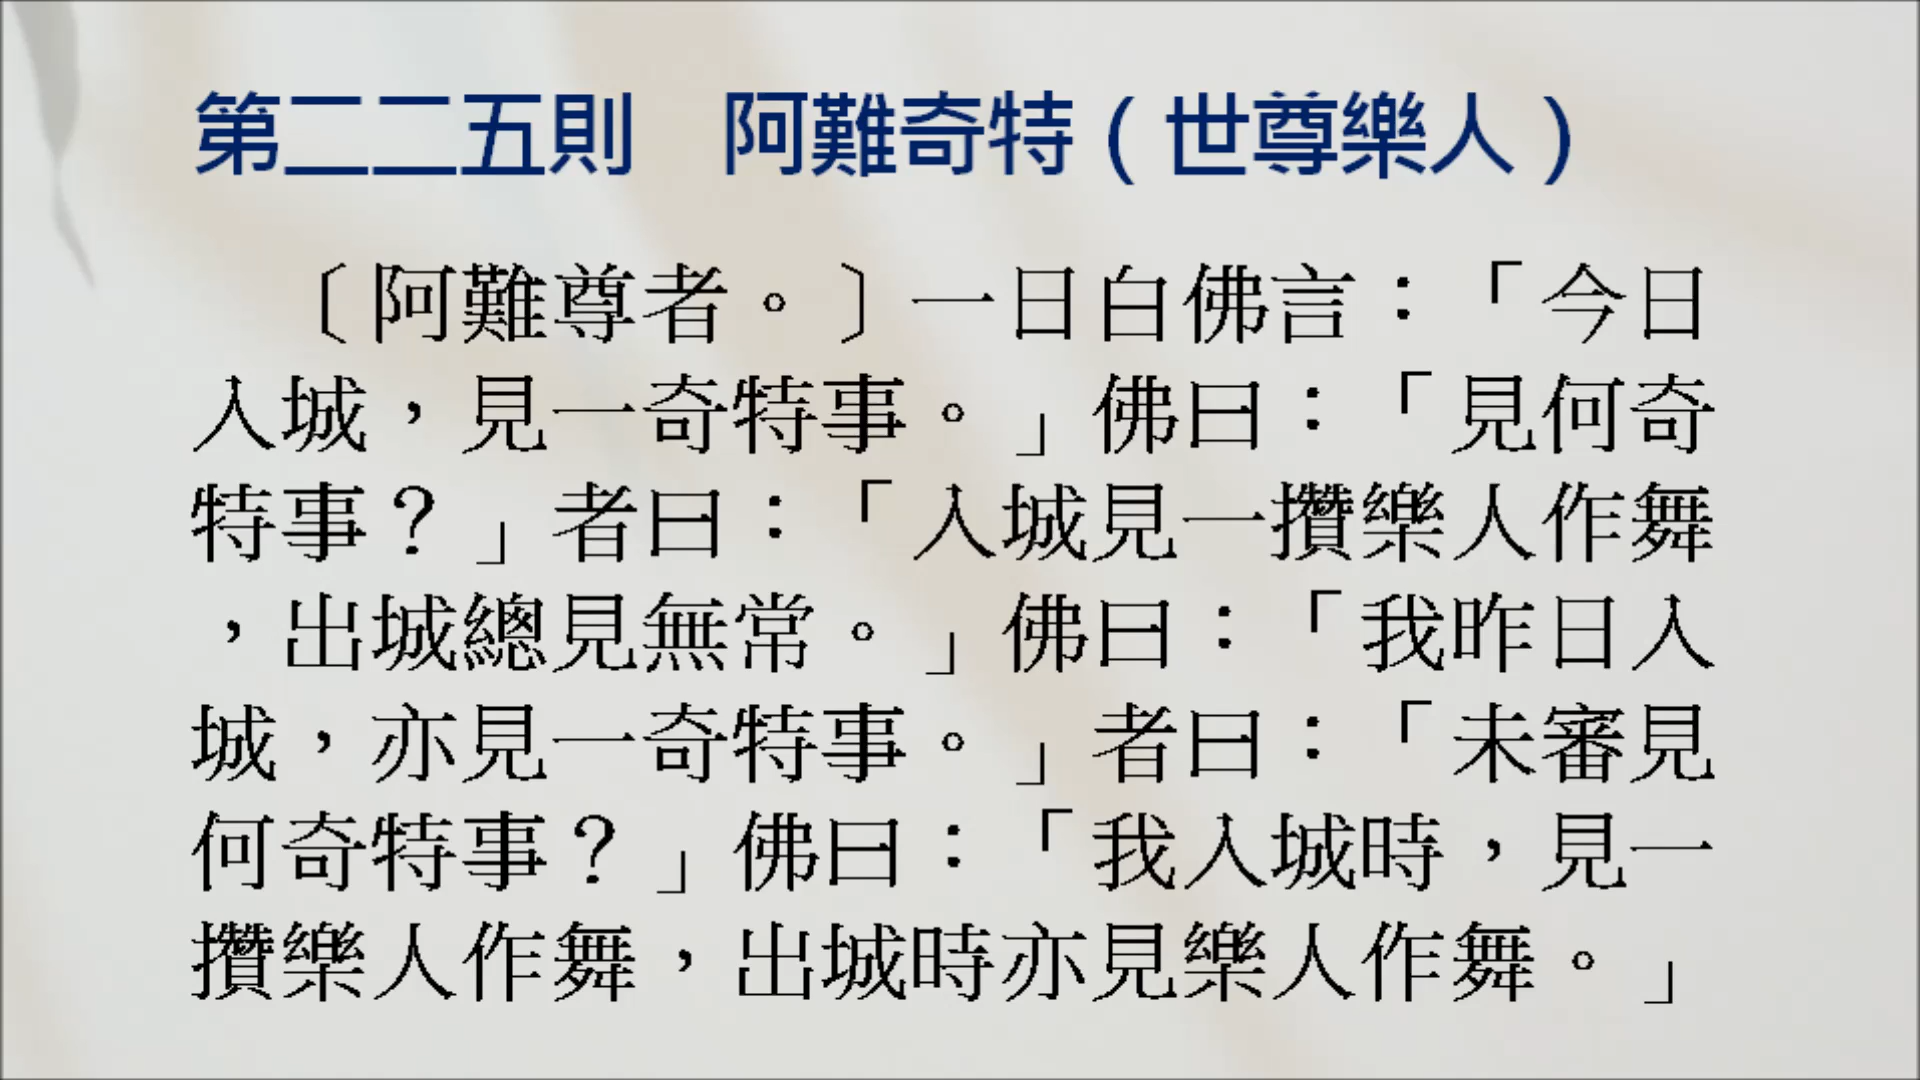 第二二五則　阿難奇特（世尊樂人）
〔阿難尊者。〕一日白佛言：「今日
入城，見一奇特事。」佛曰：「見何奇
特事？」者曰：「入城見一攢樂人作舞
，出城總見無常。」佛曰：「我昨日入
城，亦見一奇特事。」者曰：「未審見
何奇特事？」佛曰：「我入城時，見一
攢樂人作舞，出城時亦見樂人作舞。」